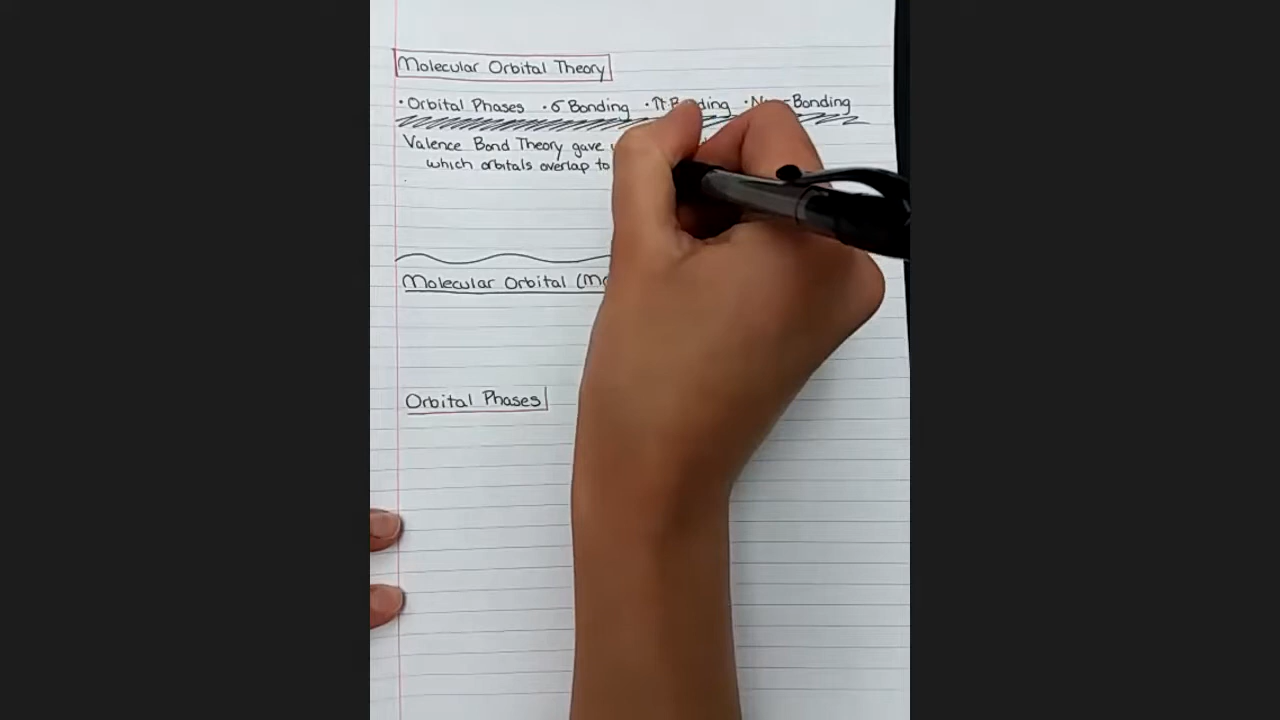 Molecular Orbital Theory
• Orbital Phases • σ Bonding • π Bonding • Non-Bonding
Valence Bond Theory gave
which orbitals overlap to
Molecular Orbital
Orbital Phases